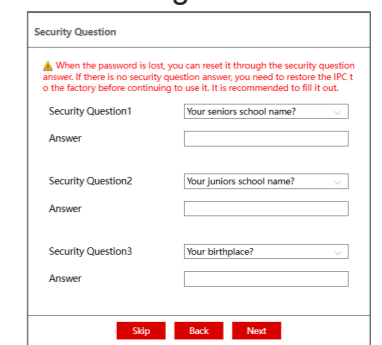 Security Question
When the password is lost, you can reset it through the security question
answer. If there is no security question answer, you need to restore the IPC t
o the factory before continuing to use it. It is recommended to fill it out.
Security Question1 Your seniors school name?
Answer
Security Question2 Your juniors school name?
Answer
Security Question3 Your birthplace?
Answer
Skip Back Next